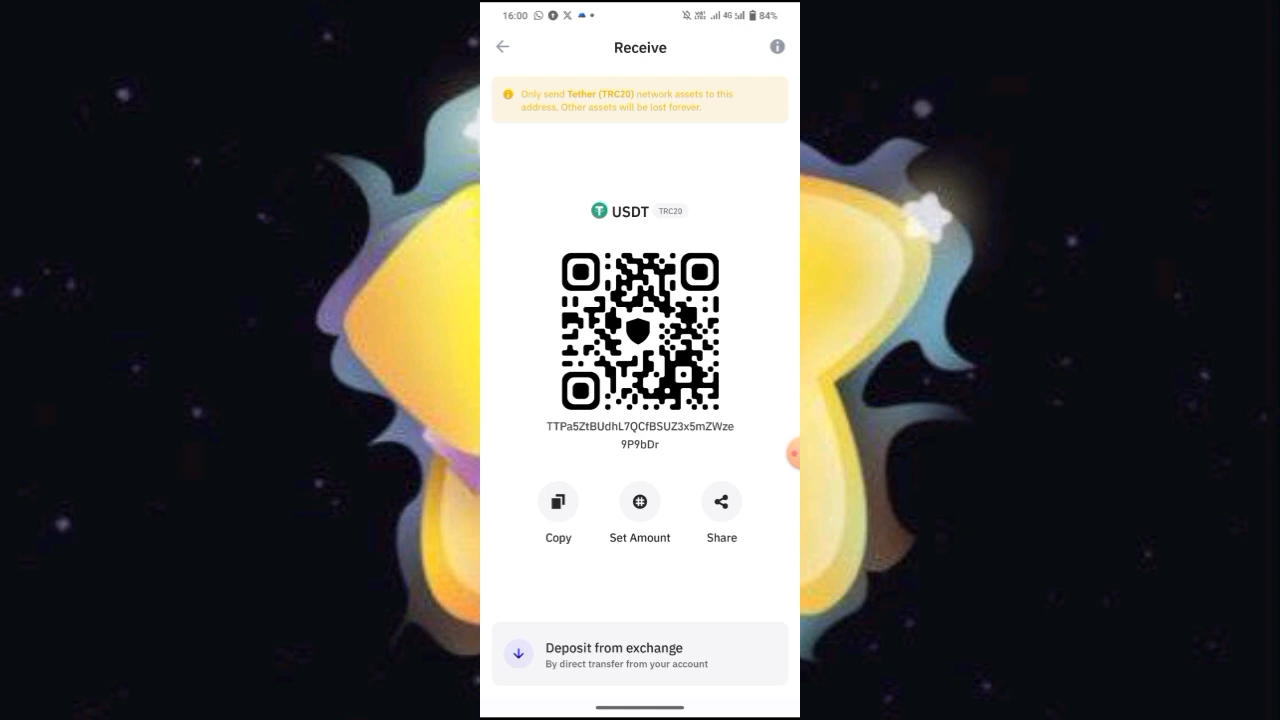 16:00 4G 84%
Receive
Only send Tether (TRC20) network assets to this
address. Other assets will be lost forever.
USDT TRC20
TTPa5ZtBUdhL7QCfBSUZ3x5mZWze
9P9bDr
Copy Set Amount Share
Deposit from exchange
By direct transfer from your account